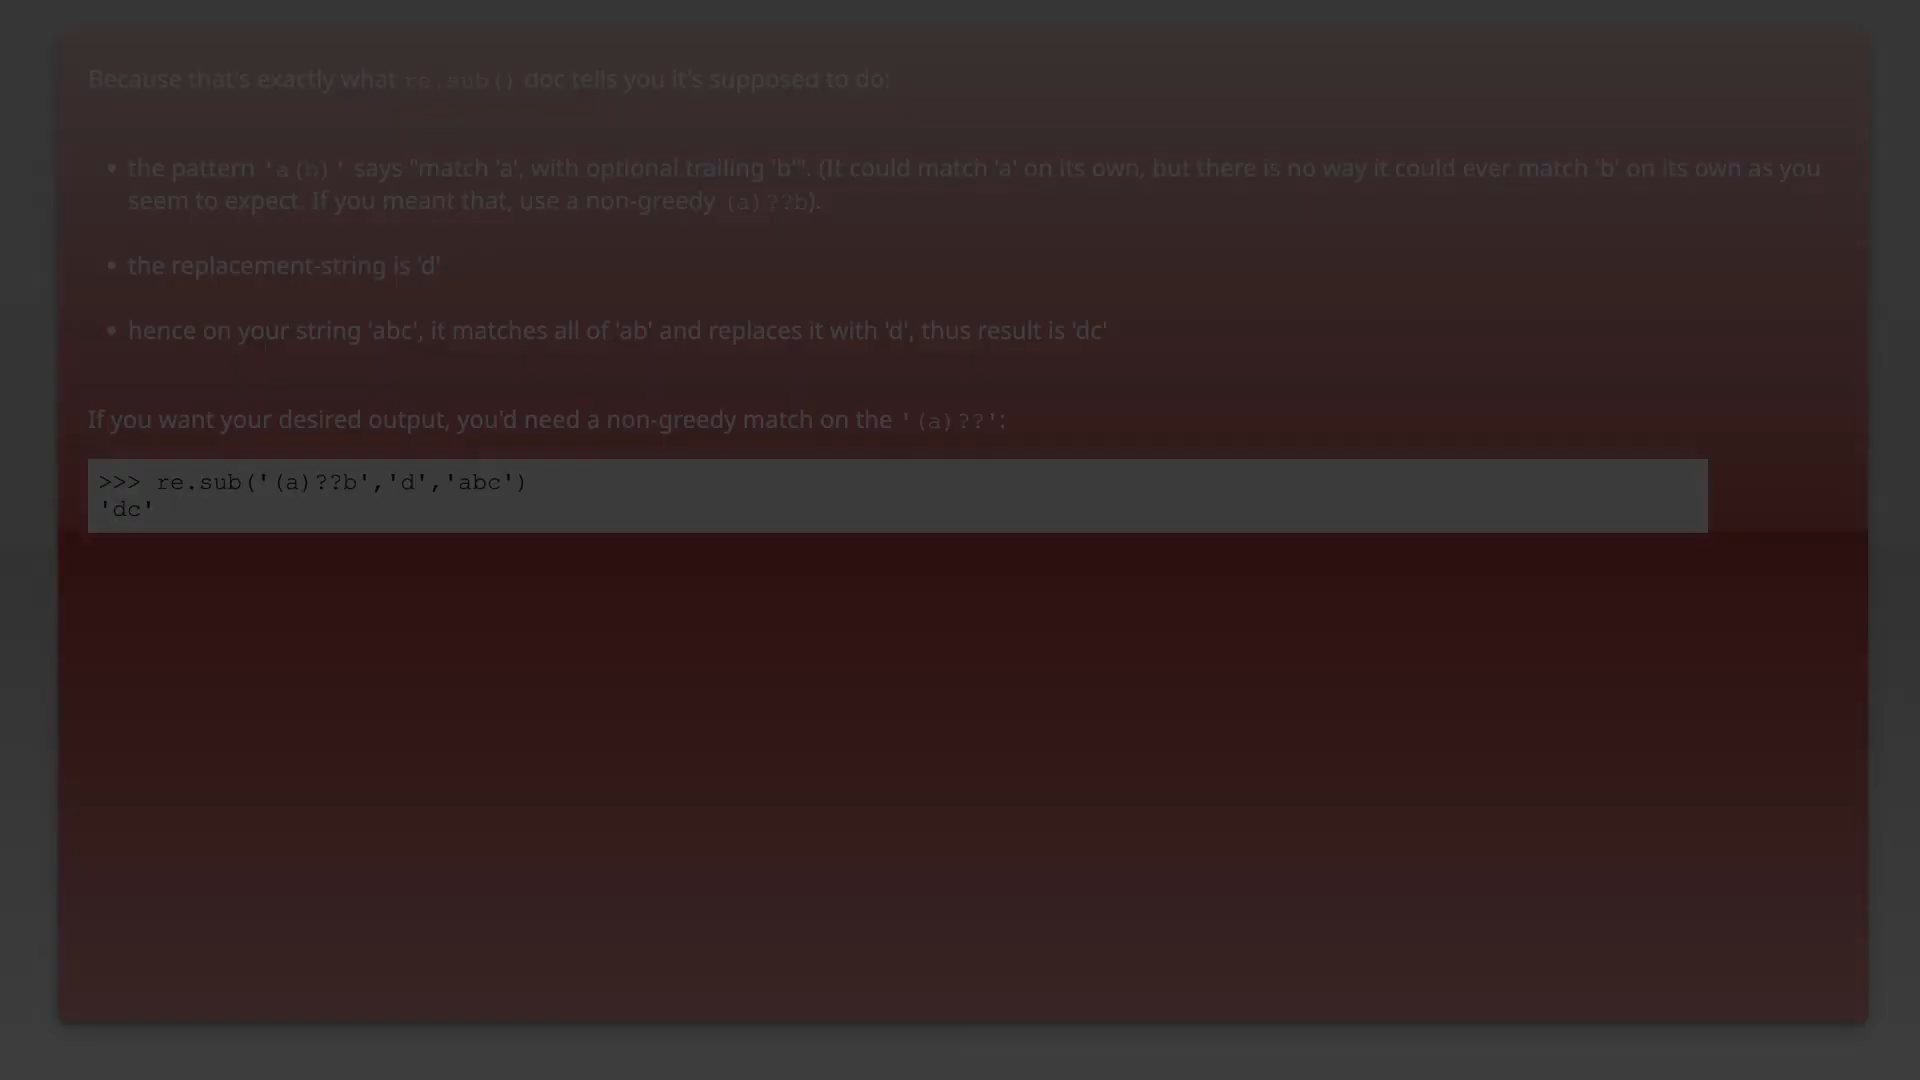 Because that's exactly what re.sub() doc tells you it's supposed to do:
• the pattern 'a(b)' says "match 'a', with optional trailing 'b'". (It could match 'a' on its own, but there is no way it could ever match 'b' on its own as you
seem to expect. If you meant that, use a non-greedy (a)??b).
• the replacement-string is 'd'
• hence on your string 'abc', it matches all of 'ab' and replaces it with 'd', thus result is 'dc'
If you want your desired output, you'd need a non-greedy match on the '(a)??':
>>> re.sub('(a)??b','d','abc')
'dc'